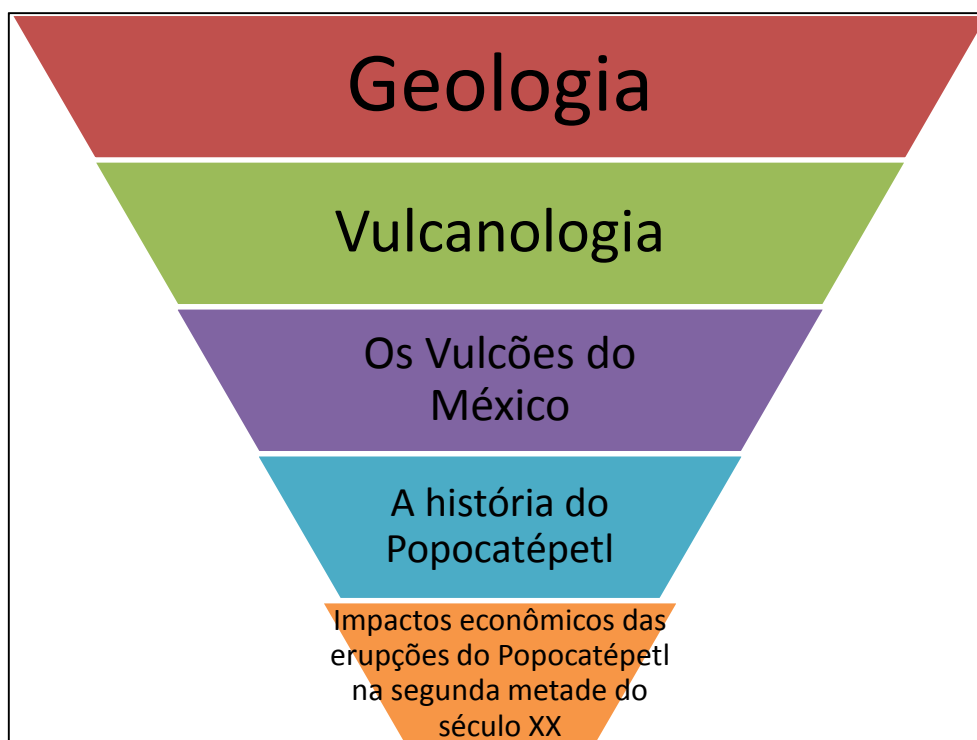 Geologia
Vulcanologia
Os Vulcões do
México
A história do
Popocatépetl
Impactos econômicos das
erupções do Popocatépetl
na segunda metade do
século XX